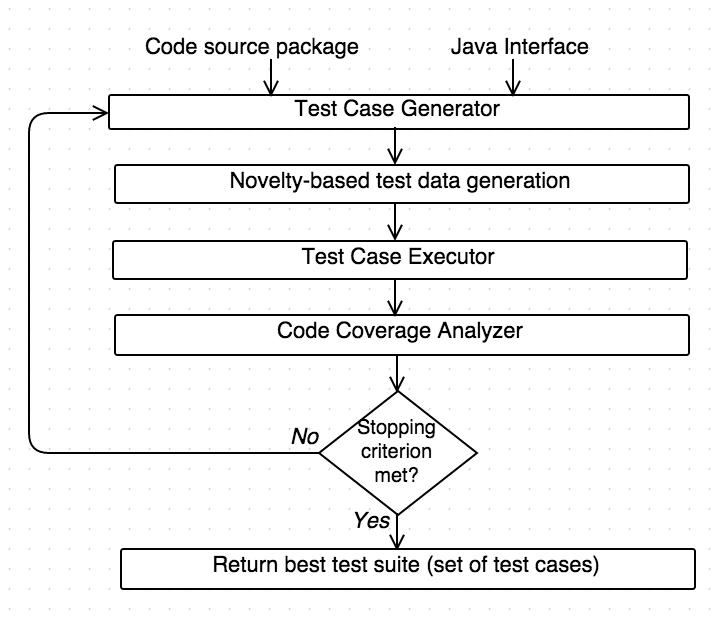 Code source package
Java Interface
Test Case Generator
Novelty-based test data generation
Test Case Executor
Code Coverage Analyzer
Stopping
criterion
met?
No
Yes
Return best test suite (set of test cases)